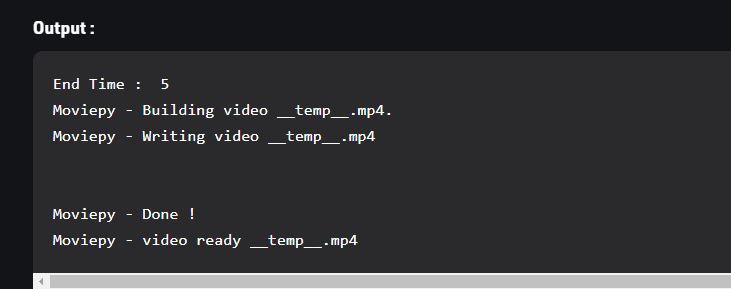 Output :
End Time :  5
Moviepy - Building video __temp__.mp4.
Moviepy - Writing video __temp__.mp4
Moviepy - Done !
Moviepy - video ready __temp__.mp4